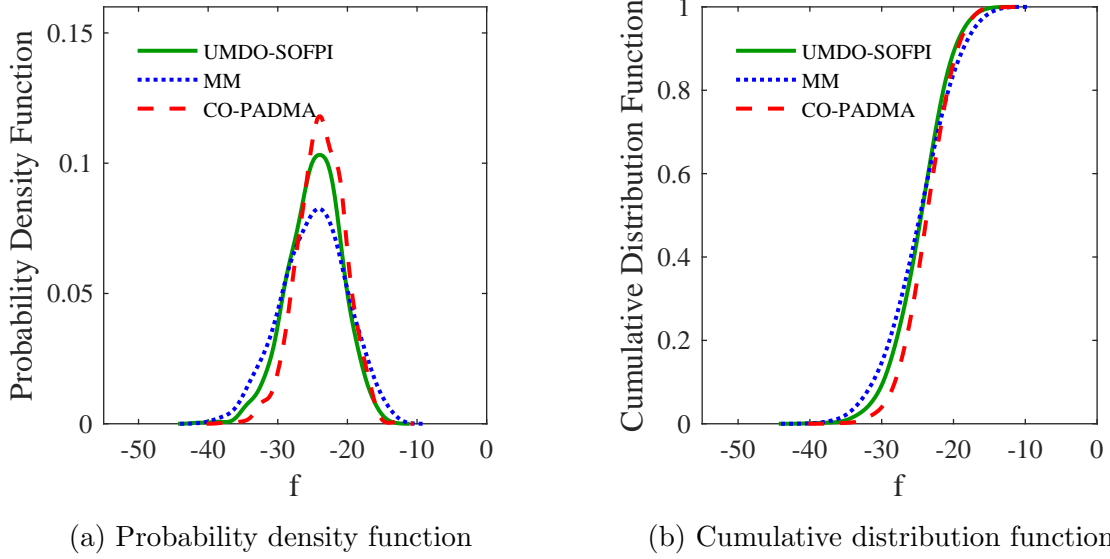 Probability Density Function
0.15
0.1
0.05
0
UMDO-SOFPI
MM
CO-PADMA
-50
-40
-30
-20
-10
0
f
(a) Probability density function
Cumulative Distribution Function
1
0.8
0.6
0.4
0.2
0
UMDO-SOFPI
MM
CO-PADMA
-50
-40
-30
-20
-10
0
f
(b) Cumulative distribution function